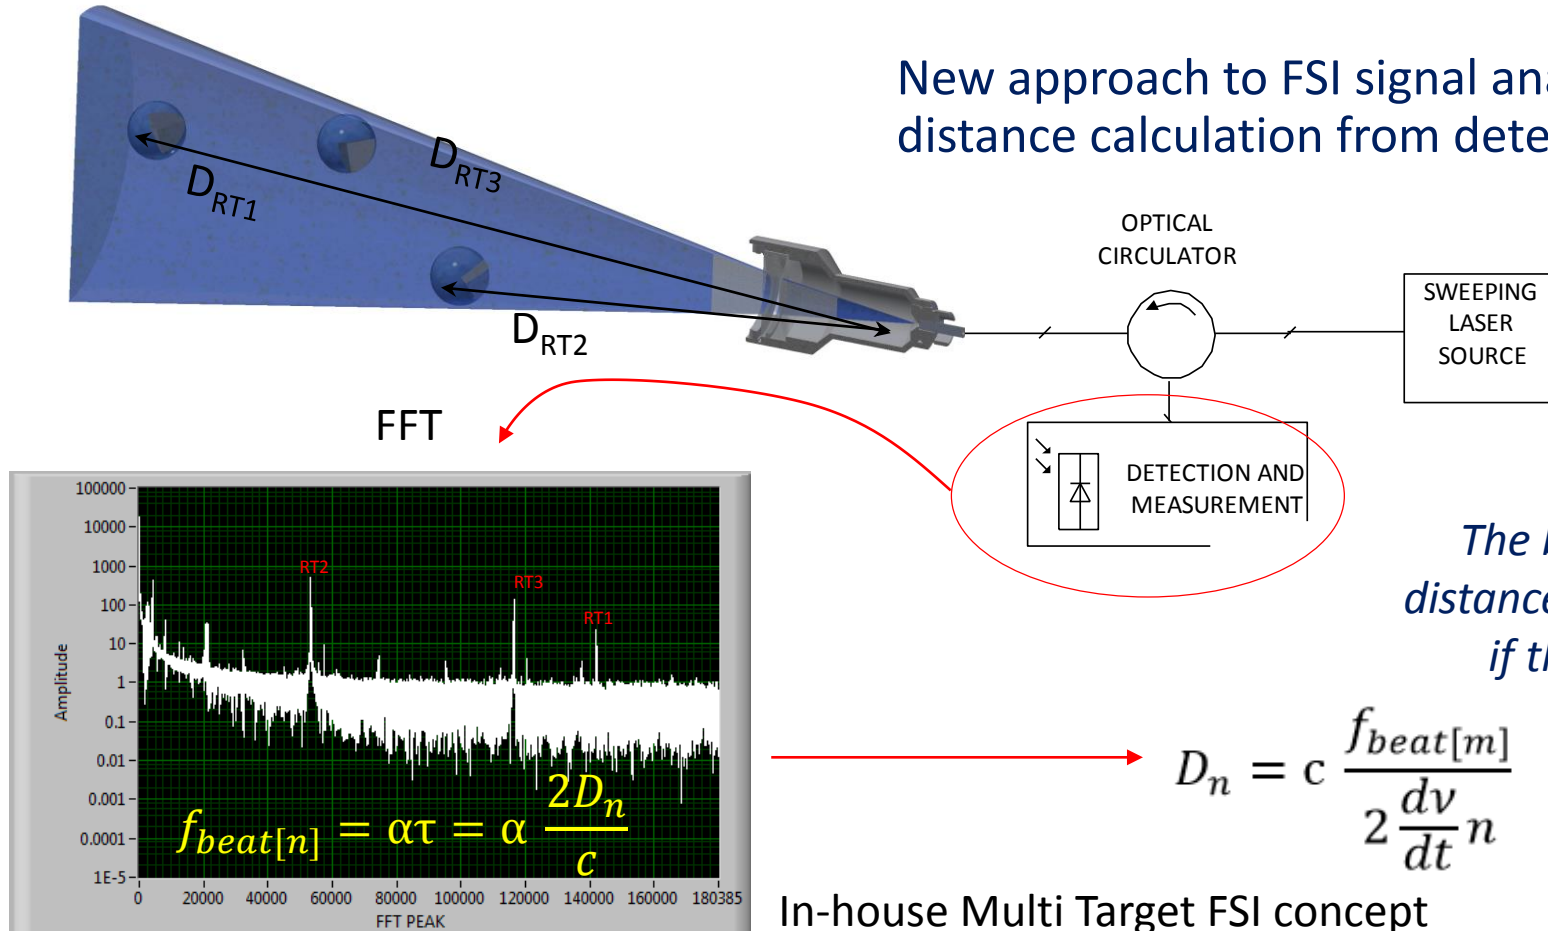 New approach to FSI signal
distance calculation from
D_RT1
D_RT3
D_RT2
OPTICAL
CIRCULATOR
SWEEPING
LASER
SOURCE
FFT
DETECTION AND
MEASUREMENT
The
distance
if
100000
10000
1000
100
10
1
0.1
0.01
0.001
0.0001
1E-5
Amplitude
RT2
RT3
RT1
f_beat[n] = ατ = α 2D_n / c
0 20000 40000 60000 80000 100000 120000 140000 160000 180385
FFT PEAK
D_n = c f_beat[m] / (2 dν/dt n)
In-house Multi Target FSI concept